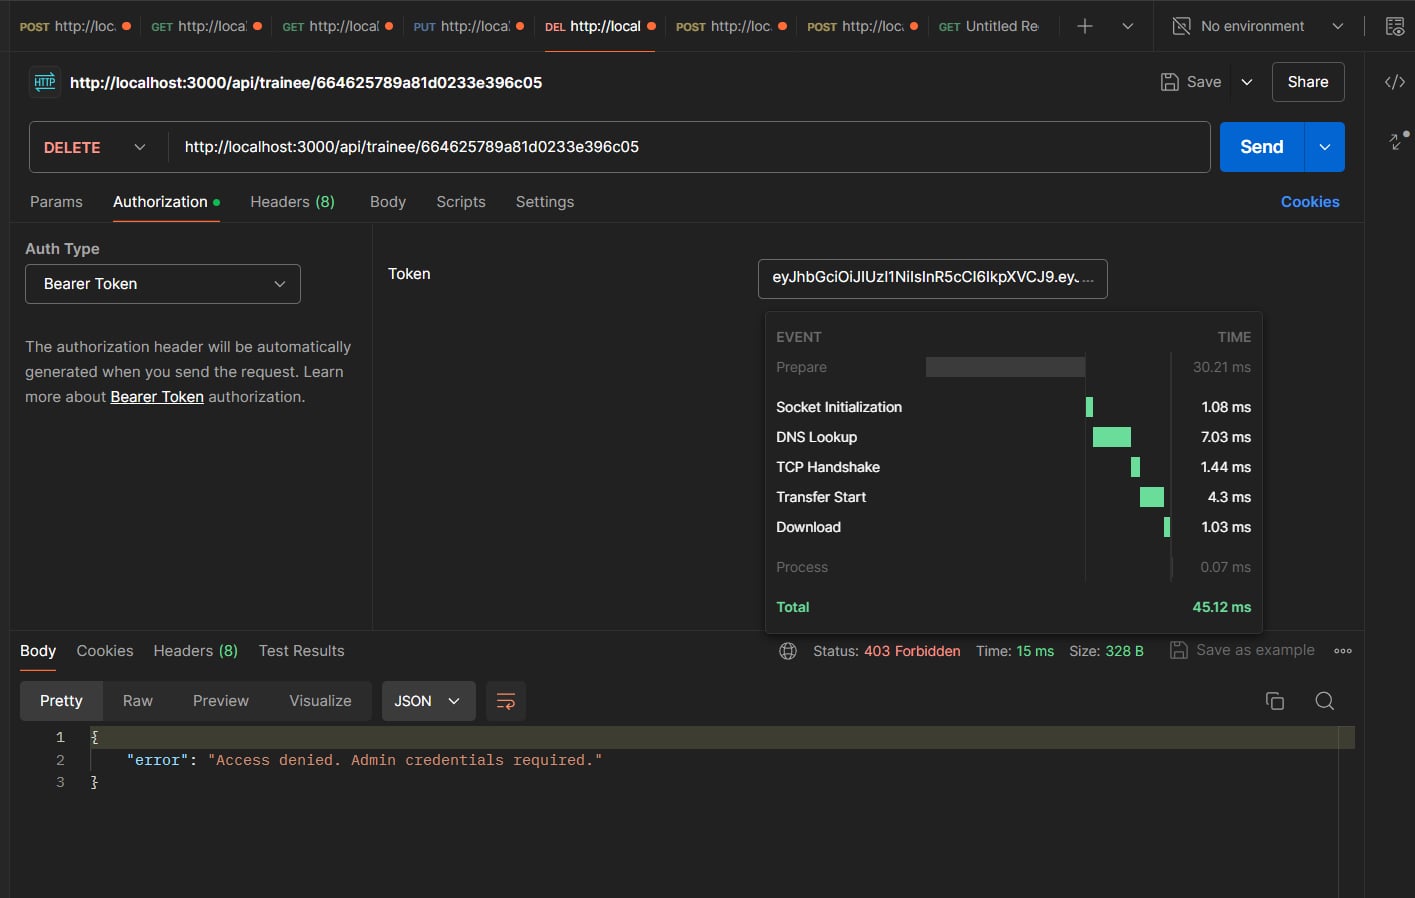 POST http://loc. GET http://local GET http://local PUT http://local DEL http://local POST http://loc. POST http://loc. GET Untitled Re No environment
HTTP http://localhost:3000/api/trainee/664625789a81d0233e396c05 Save Share
DELETE http://localhost:3000/api/trainee/664625789a81d0233e396c05 Send
Params Authorization Headers (8) Body Scripts Settings Cookies
Auth Type
Bearer Token
The authorization header will be automatically
generated when you send the request. Learn
more about Bearer Token authorization.
Token eyJhbGciOiJIUzI1NiIsInR5cCI6IkpXVCJ9.eyJ...
EVENT TIME
Prepare 30.21 ms
Socket Initialization 1.08 ms
DNS Lookup 7.03 ms
TCP Handshake 1.44 ms
Transfer Start 4.3 ms
Download 1.03 ms
Process 0.07 ms
Total 45.12 ms
Body Cookies Headers (8) Test Results Status: 403 Forbidden Time: 15 ms Size: 328 B Save as example
Pretty Raw Preview Visualize JSON
1 {
2 "error": "Access denied. Admin credentials required."
3 }